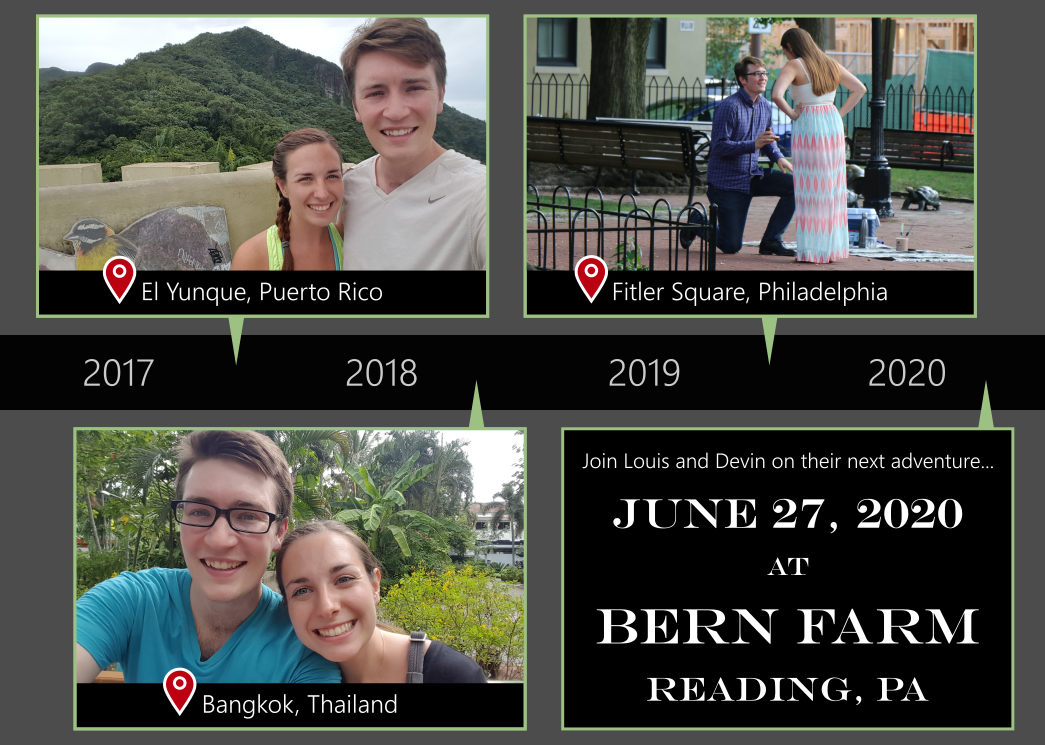 El Yunque, Puerto Rico
Fitler Square, Philadelphia
2017
2018
2019
2020
Bangkok, Thailand
Join Louis and Devin on their next adventure...
JUNE 27, 2020
AT
BERN FARM
READING, PA